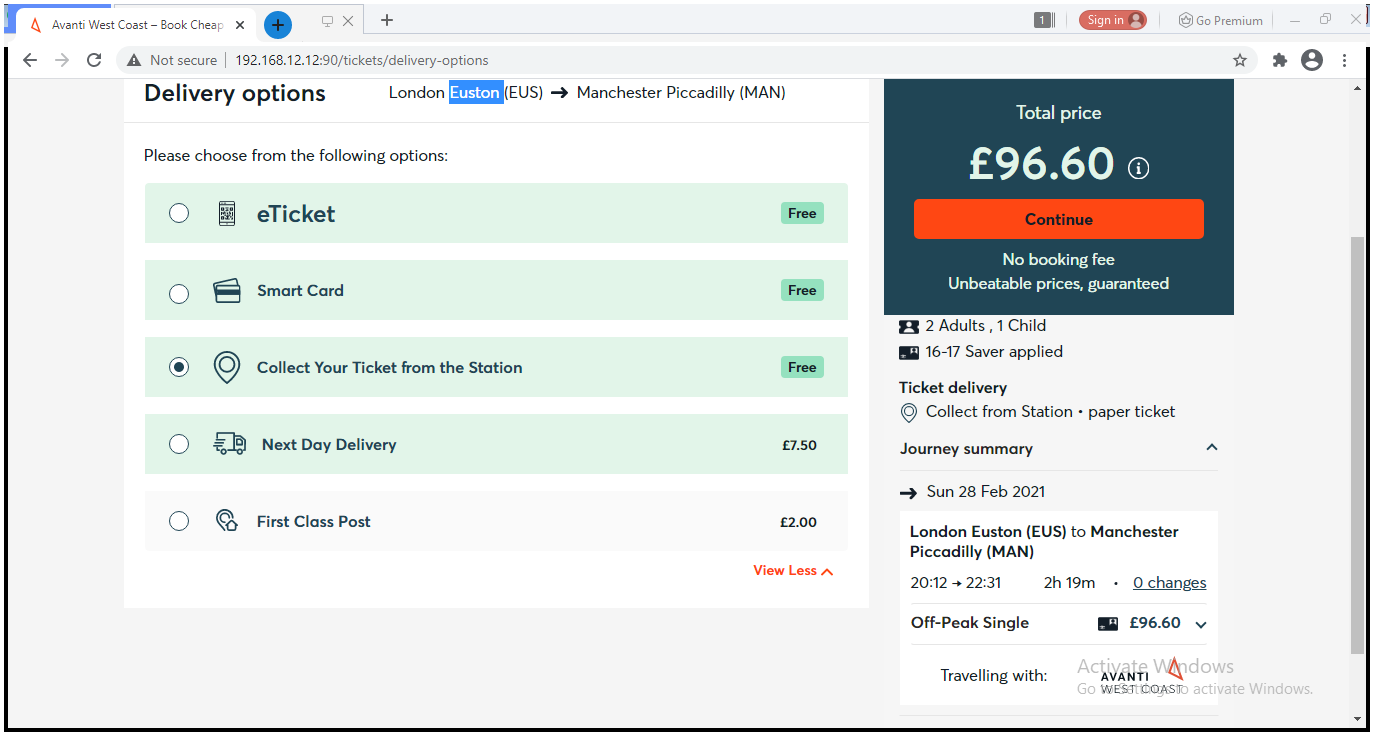 Avanti West Coast – Book Cheap
1
Sign in
Go Premium
Not secure
192.168.12.12:90/tickets/delivery-options
Delivery options
London Euston (EUS) → Manchester Piccadilly (MAN)
Please choose from the following options:
eTicket
Free
Smart Card
Free
Collect Your Ticket from the Station
Free
Next Day Delivery
£7.50
First Class Post
£2.00
View Less
Total price
£96.60
Continue
No booking fee
Unbeatable prices, guaranteed
2 Adults , 1 Child
16-17 Saver applied
Ticket delivery
Collect from Station • paper ticket
Journey summary
→ Sun 28 Feb 2021
London Euston (EUS) to Manchester
Piccadilly (MAN)
20:12 → 22:31 2h 19m • 0 changes
Off-Peak Single £96.60
Travelling with:
AVANTI
WEST COAST
Activate Windows
Go to Settings to activate Windows.